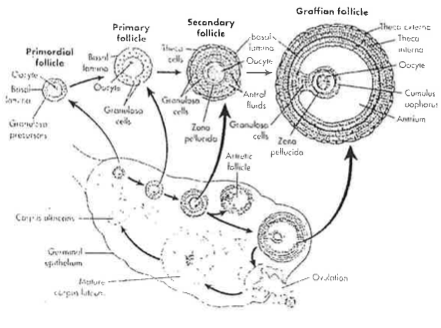 Graffian follicle
Secondary
follicle
Primary
follicle
Primordial
follicle
Theca externa
Theca
interna
Oocyte
Cumulus
oophorus
Antrium
Zona
pellucida
Granulosa
cells
Basal
lamina
Oocyte
Antral
fluids
Theca
cells
Granulosa
cells
Zona
pellucida
Basal
lamina
Oocyte
Granulosa
cells
Oocyte
Basal
lamina
Granulosa
precursors
Atretic
follicle
Corpus albicans
Germinal
epithelium
Mature
corpus luteum
Ovulation